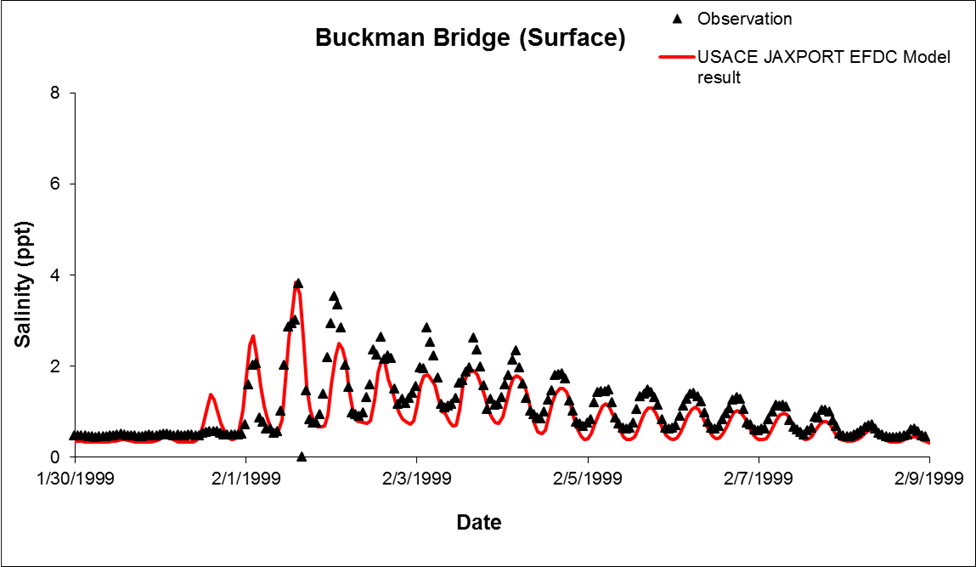 Buckman Bridge (Surface)
Observation
USACE JAXPORT EFDC Model
result
8
6
4
2
0
Salinity (ppt)
1/30/1999
2/1/1999
2/3/1999
2/5/1999
2/7/1999
2/9/1999
Date